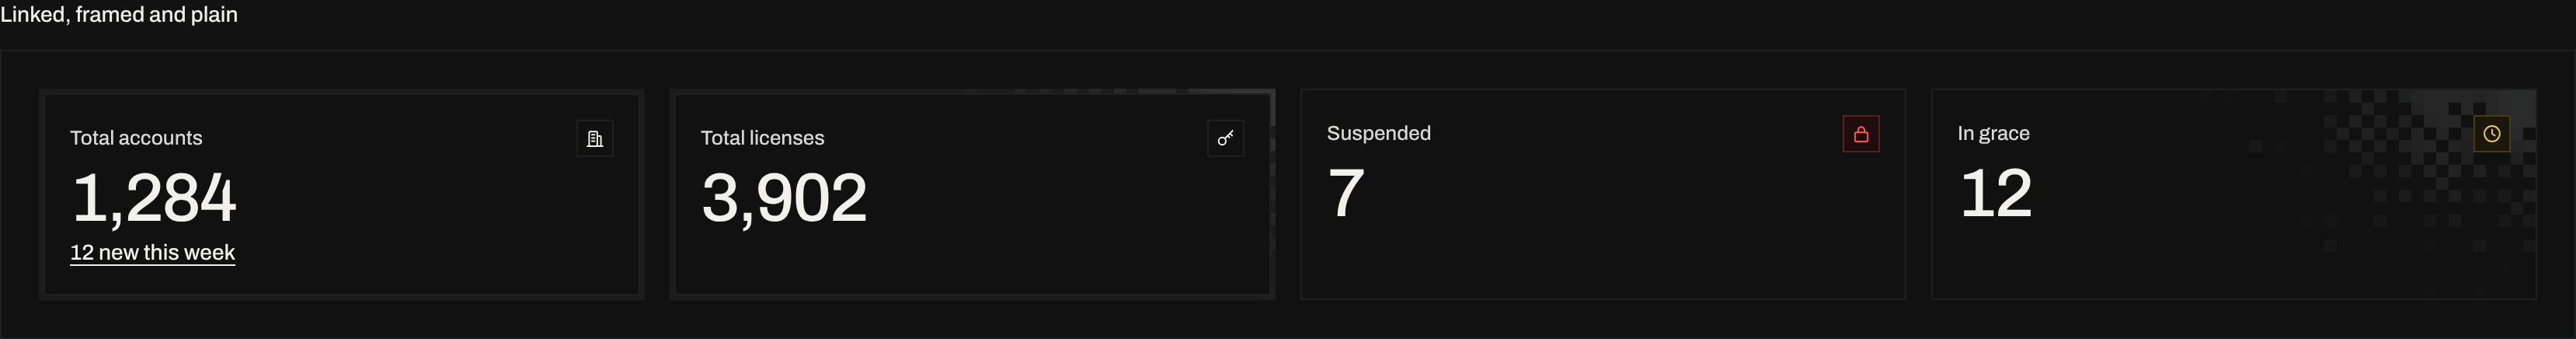 Linked, framed and plain
Total accounts
1,284
12 new this week
Total licenses
3,902
Suspended
7
In grace
12